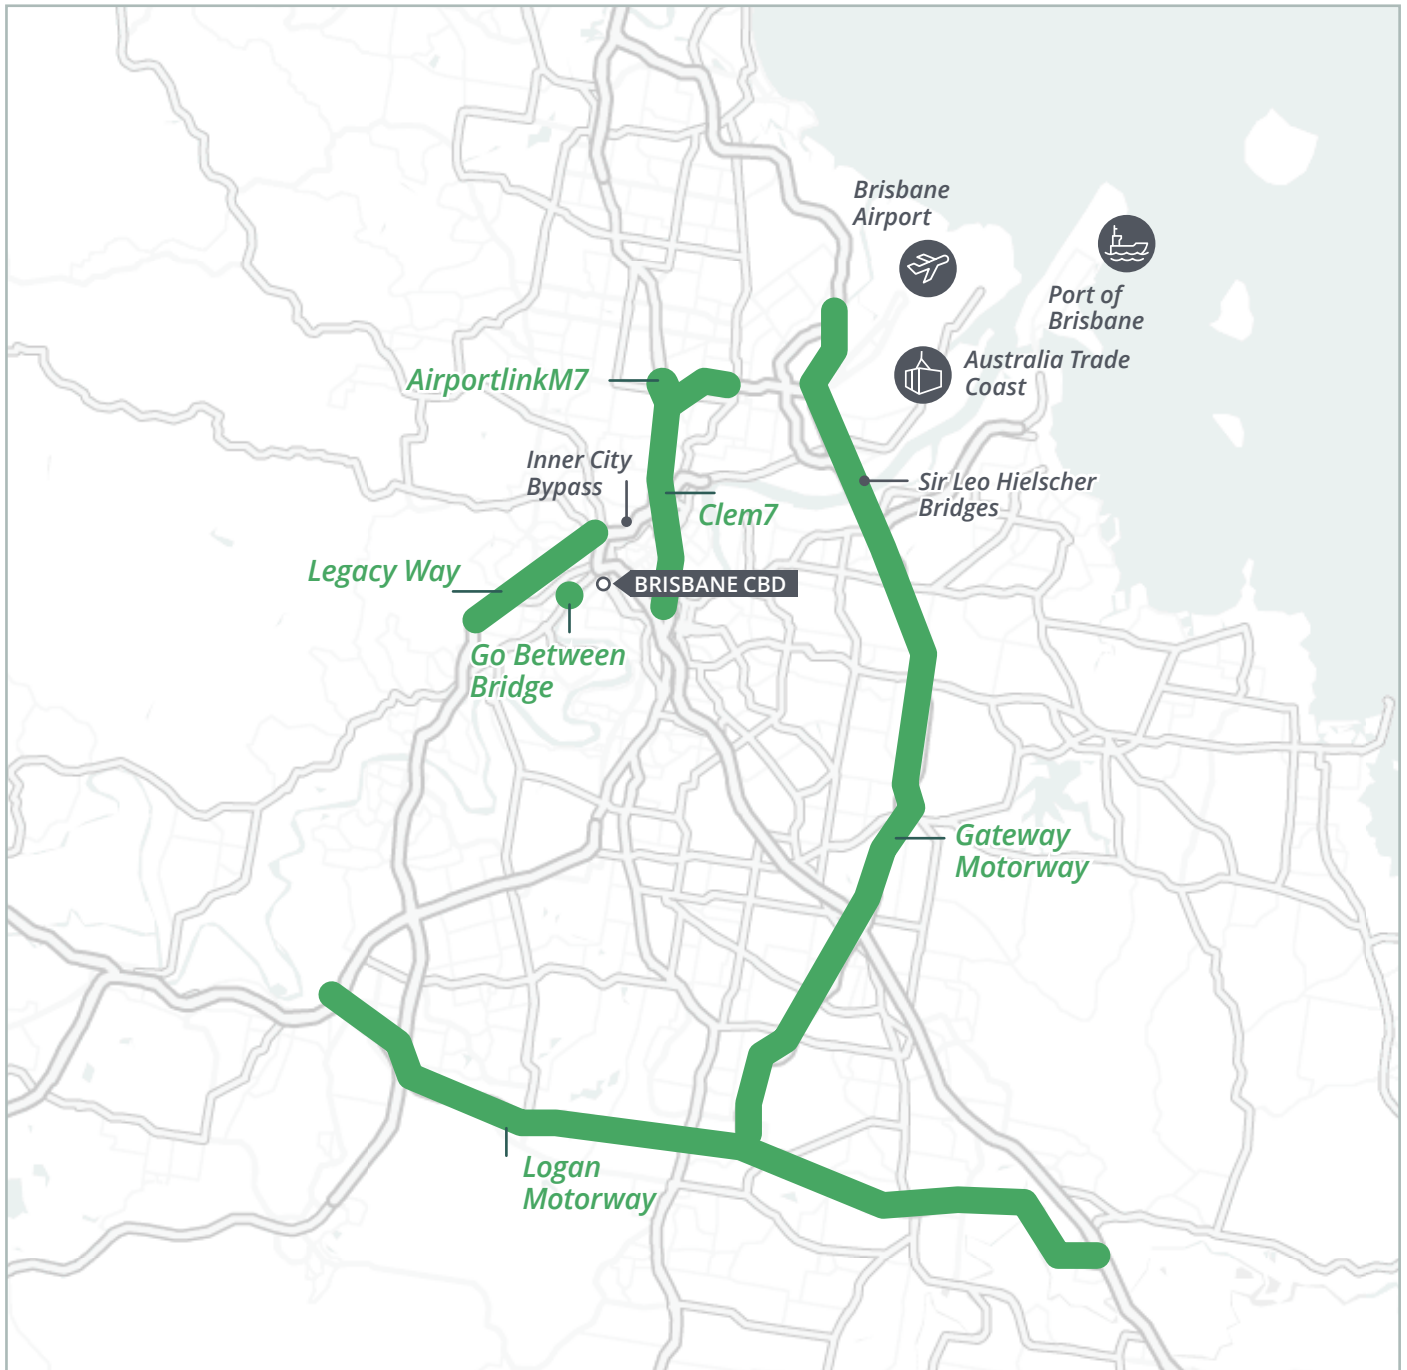 Brisbane
Airport
Port of
Brisbane
Australia Trade
Coast
AirportlinkM7
Inner City
Bypass
Sir Leo Hielscher
Bridges
Clem7
Legacy Way
BRISBANE CBD
Go Between
Bridge
Gateway
Motorway
Logan
Motorway